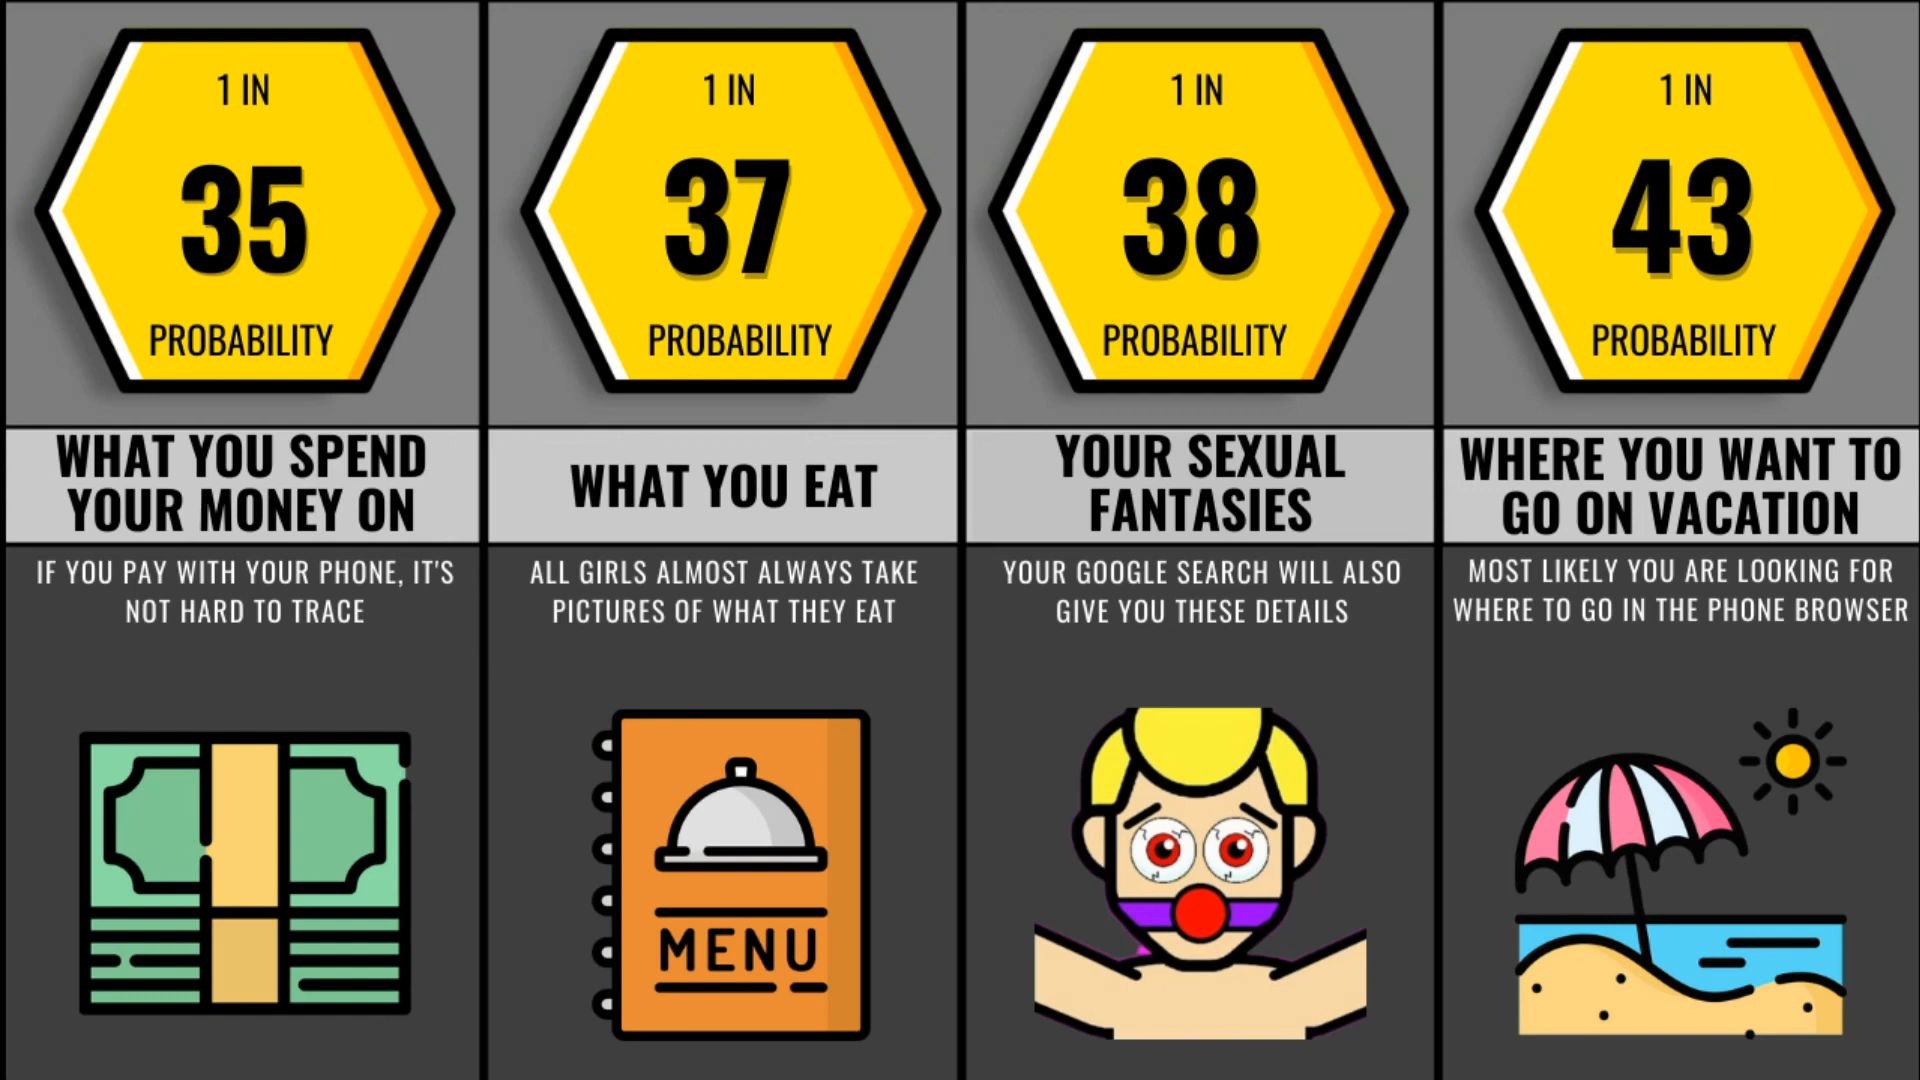 1 IN
35
PROBABILITY
WHAT YOU SPEND
YOUR MONEY ON
IF YOU PAY WITH YOUR PHONE, IT'S
NOT HARD TO TRACE
1 IN
37
PROBABILITY
WHAT YOU EAT
ALL GIRLS ALMOST ALWAYS TAKE
PICTURES OF WHAT THEY EAT
MENU
1 IN
38
PROBABILITY
YOUR SEXUAL
FANTASIES
YOUR GOOGLE SEARCH WILL ALSO
GIVE YOU THESE DETAILS
1 IN
43
PROBABILITY
WHERE YOU WANT TO
GO ON VACATION
MOST LIKELY YOU ARE LOOKING FOR
WHERE TO GO IN THE PHONE BROWSER